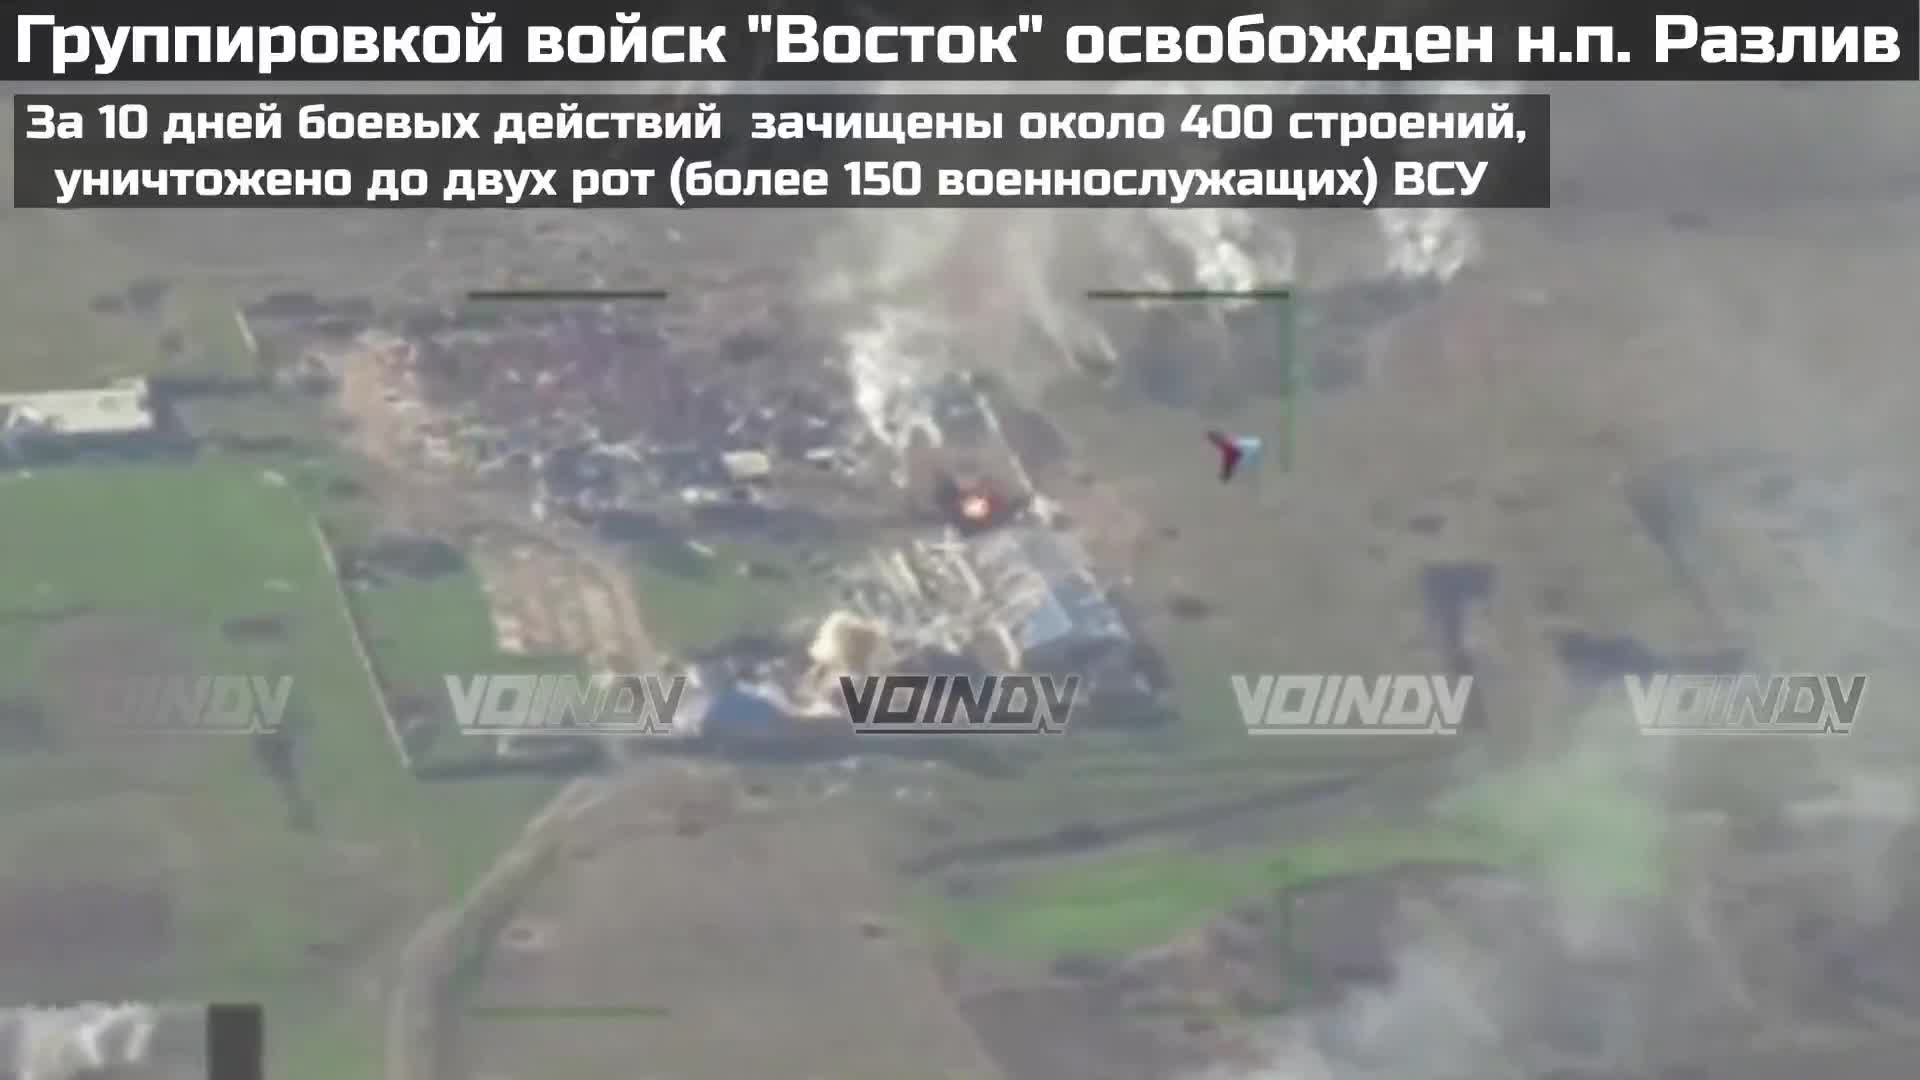 Группировкой войск "Восток" освобожден н.п. Разлив
За 10 дней боевых действий зачищены около 400 строений,
уничтожено до двух рот (более 150 военнослужащих) ВСУ
VOINDV VOINDV VOINDV VOINDV VOINDV